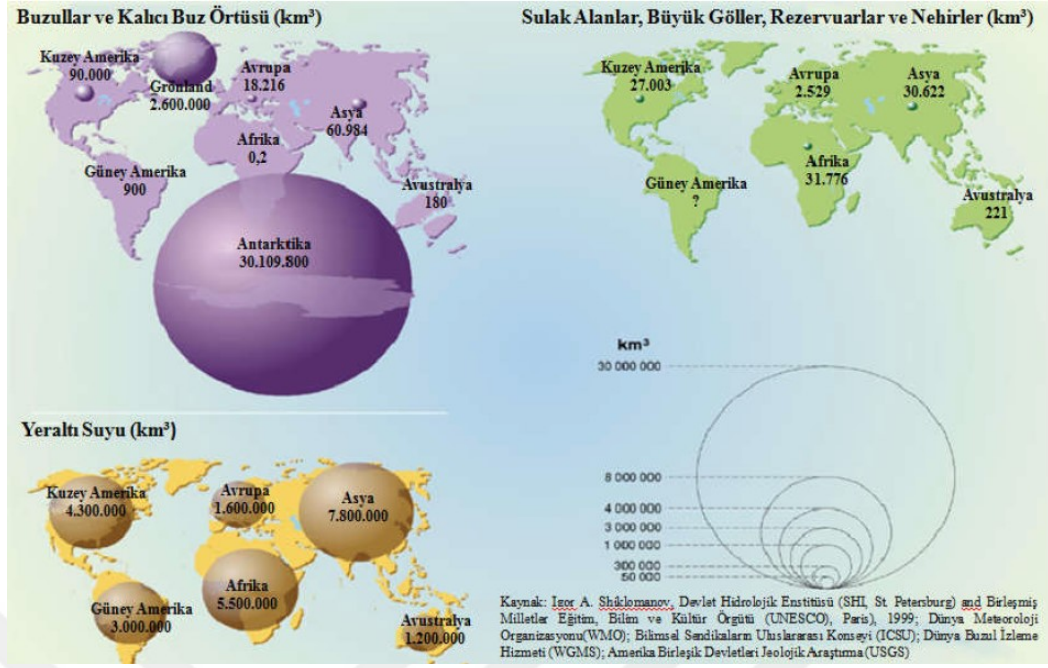 Buzullar ve Kalıcı Buz Örtüsü (km³)
Kuzey Amerika
90.000
Grönland
2.600.000
Avrupa
18.216
Asya
60.984
Afrika
0,2
Güney Amerika
900
Avustralya
180
Antarktika
30.109.800
Sulak Alanlar, Büyük Göller, Rezervuarlar ve Nehirler (km³)
Kuzey Amerika
27.003
Avrupa
2.529
Asya
30.622
Afrika
31.776
Güney Amerika
?
Avustralya
221
Yeraltı Suyu (km³)
Kuzey Amerika
4.300.000
Avrupa
1.600.000
Asya
7.800.000
Afrika
5.500.000
Güney Amerika
3.000.000
Avustralya
1.200.000
km³
30 000 000
8 000 000
4 000 000
3 000 000
1 000 000
300 000
50 000
Kaynak: Igor A. Shiklomanov, Devlet Hidrolojik Enstitüsü (SHI, St. Petersburg) and Birleşmiş
Milletler Eğitim, Bilim ve Kültür Örgütü (UNESCO), Paris), 1999; Dünya Meteoroloji
Organizasyonu(WMO); Bilimsel Sendikaların Uluslararası Konseyi (ICSU); Dünya Buzul İzleme
Hizmeti (WGMS); Amerika Birleşik Devletleri Jeolojik Araştırma (USGS)